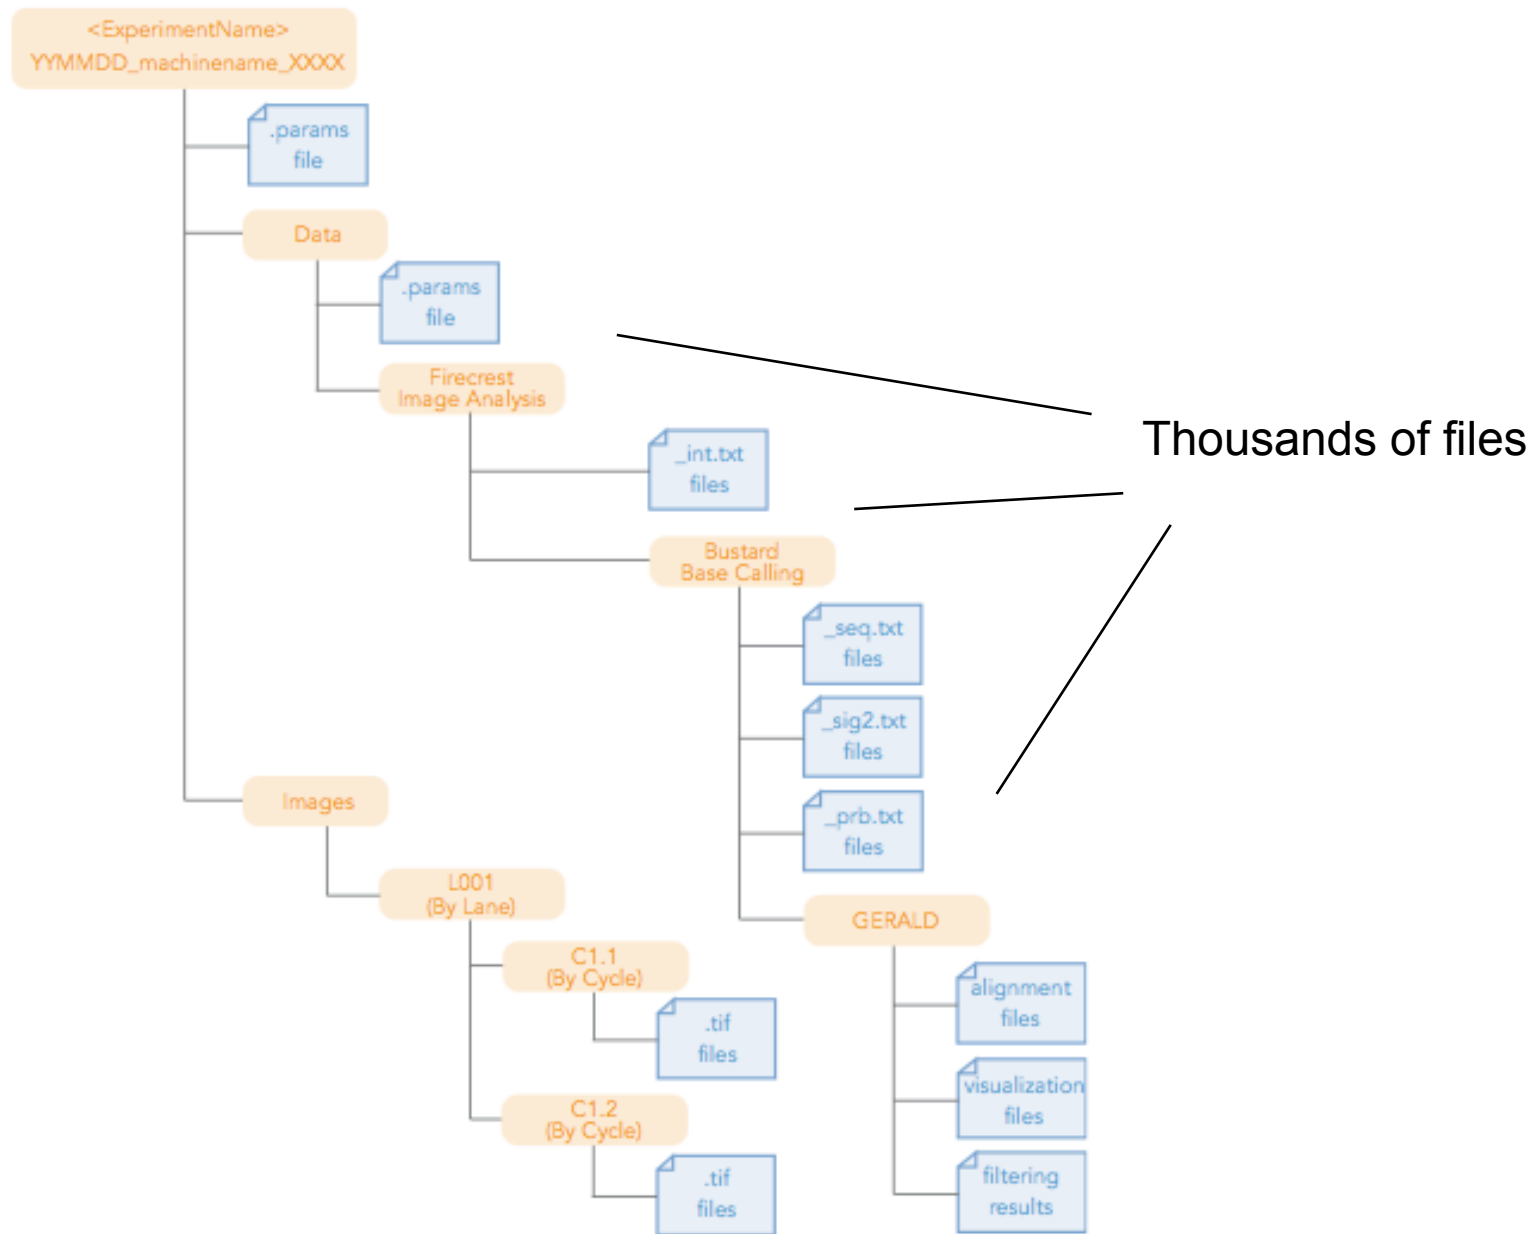 <ExperimentName>
YYMMDD_machinename_XXXX
.params
file
Data
.params
file
Firecrest
Image Analysis
Thousands of files
_int.txt
files
Bustard
Base Calling
_seq.txt
files
_sig2.txt
files
_prb.txt
files
Images
L001
(By Lane)
GERALD
C1.1
(By Cycle)
.tif
files
alignment
files
visualization
files
C1.2
(By Cycle)
.tif
files
filtering
results